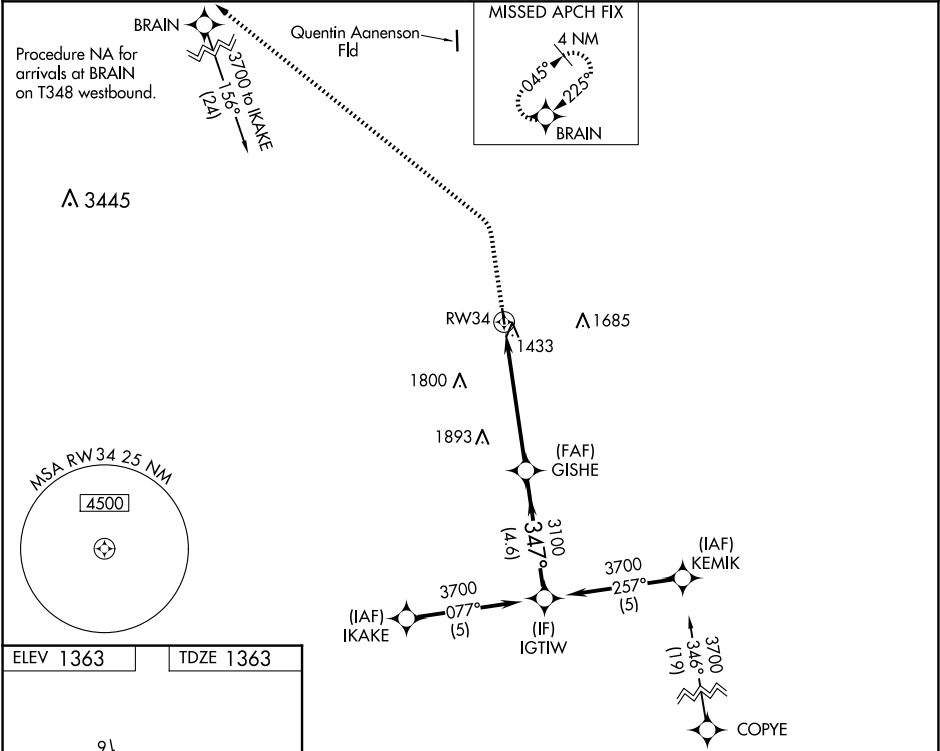 BRAIN
Procedure NA for
arrivals at BRAIN
on T348 westbound.
3700 to IKAKE
156°
(24)
Quentin Aanenson
Fld
MISSED APCH FIX
4 NM
045°
225°
BRAIN
3445
RW34
1685
1433
1800
1893
(FAF)
GISHE
MSA RW 34 25 NM
4500
3100
347°
(4.6)
(IAF)
KEMIK
3700
257°
(5)
3700
077°
(5)
(IAF)
IKAKE
(IF)
IGTIW
3700
346°
(19)
COPYE
ELEV 1363
TDZE 1363
16